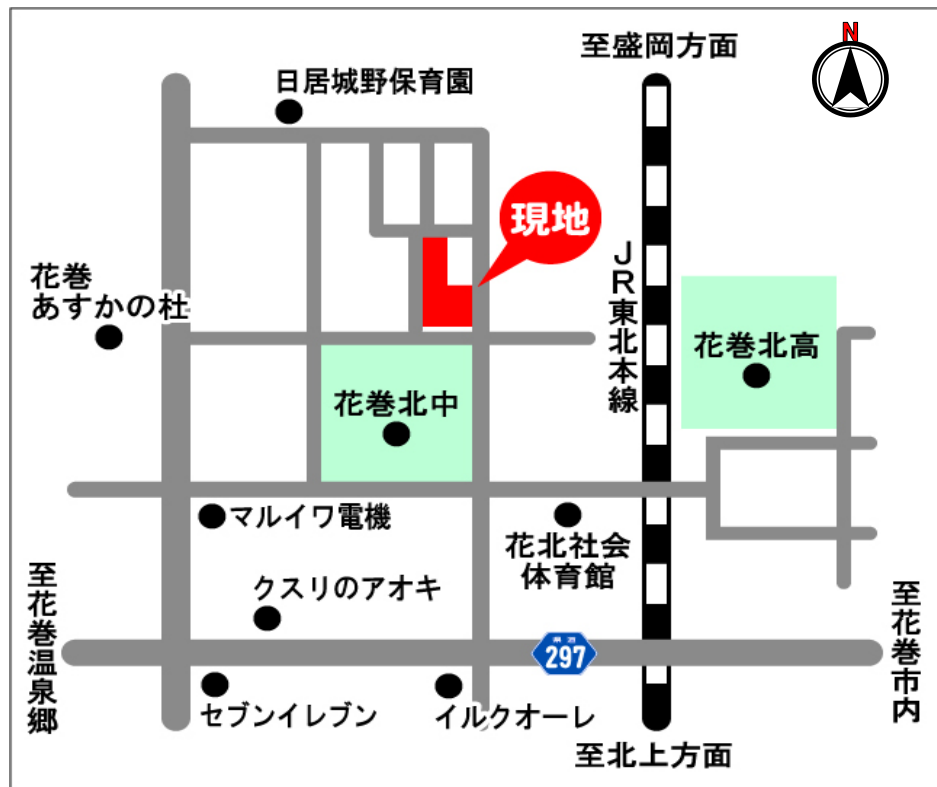 至盛岡方面
N
日居城野保育園
現地
JR東北本線
花巻
あすかの杜
花巻北高
花巻北中
マルイワ電機
花北社会
体育館
クスリのアオキ
至花巻温泉郷
県道
297
至花巻市内
セブンイレブン
イルクオーレ
至北上方面